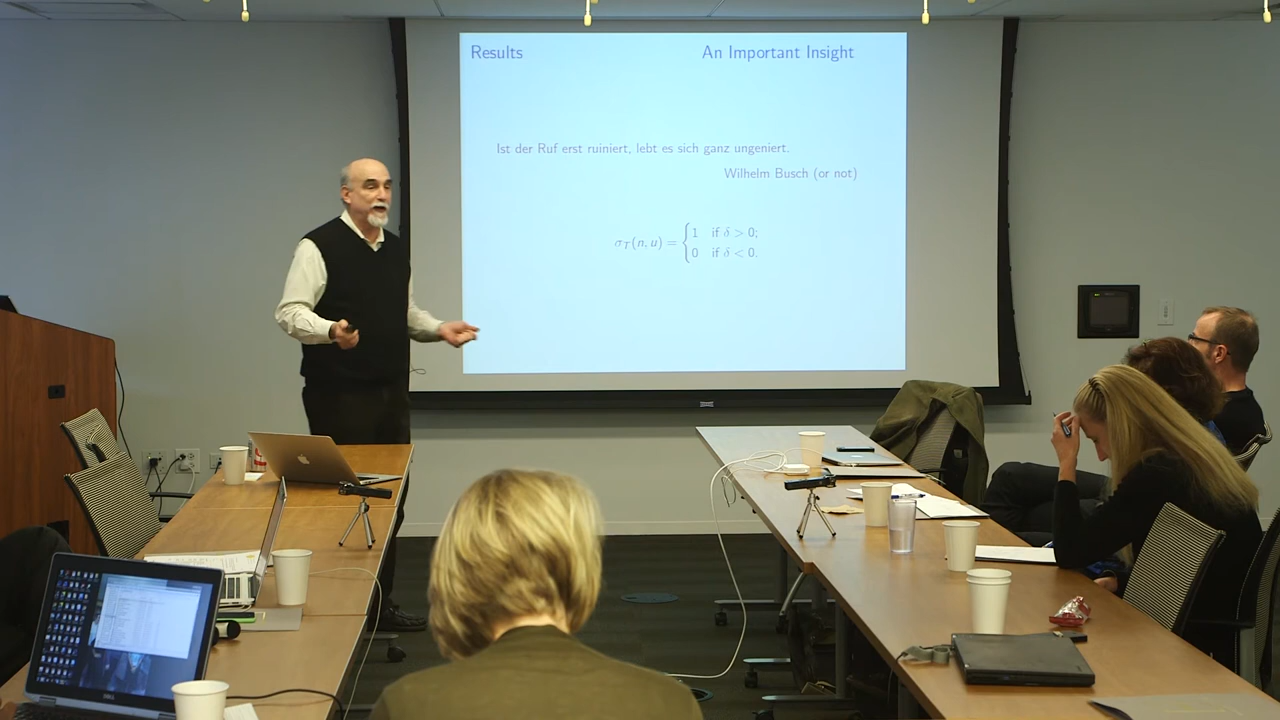 Results An Important Insight
Ist der Ruf erst ruiniert, lebt es sich ganz ungeniert.
Wilhelm Busch (or not)
σ_T(n, u) = { 1 if δ > 0;
0 if δ < 0.
DELL